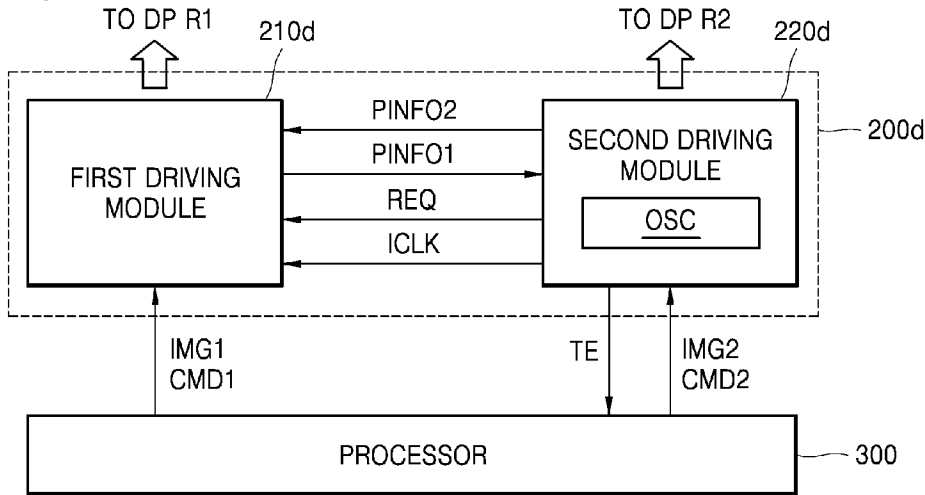 TO DP R1
210d
TO DP R2
220d
PINFO2
PINFO1
REQ
ICLK
FIRST DRIVING
MODULE
SECOND DRIVING
MODULE
OSC
200d
IMG1
CMD1
TE
IMG2
CMD2
PROCESSOR
300